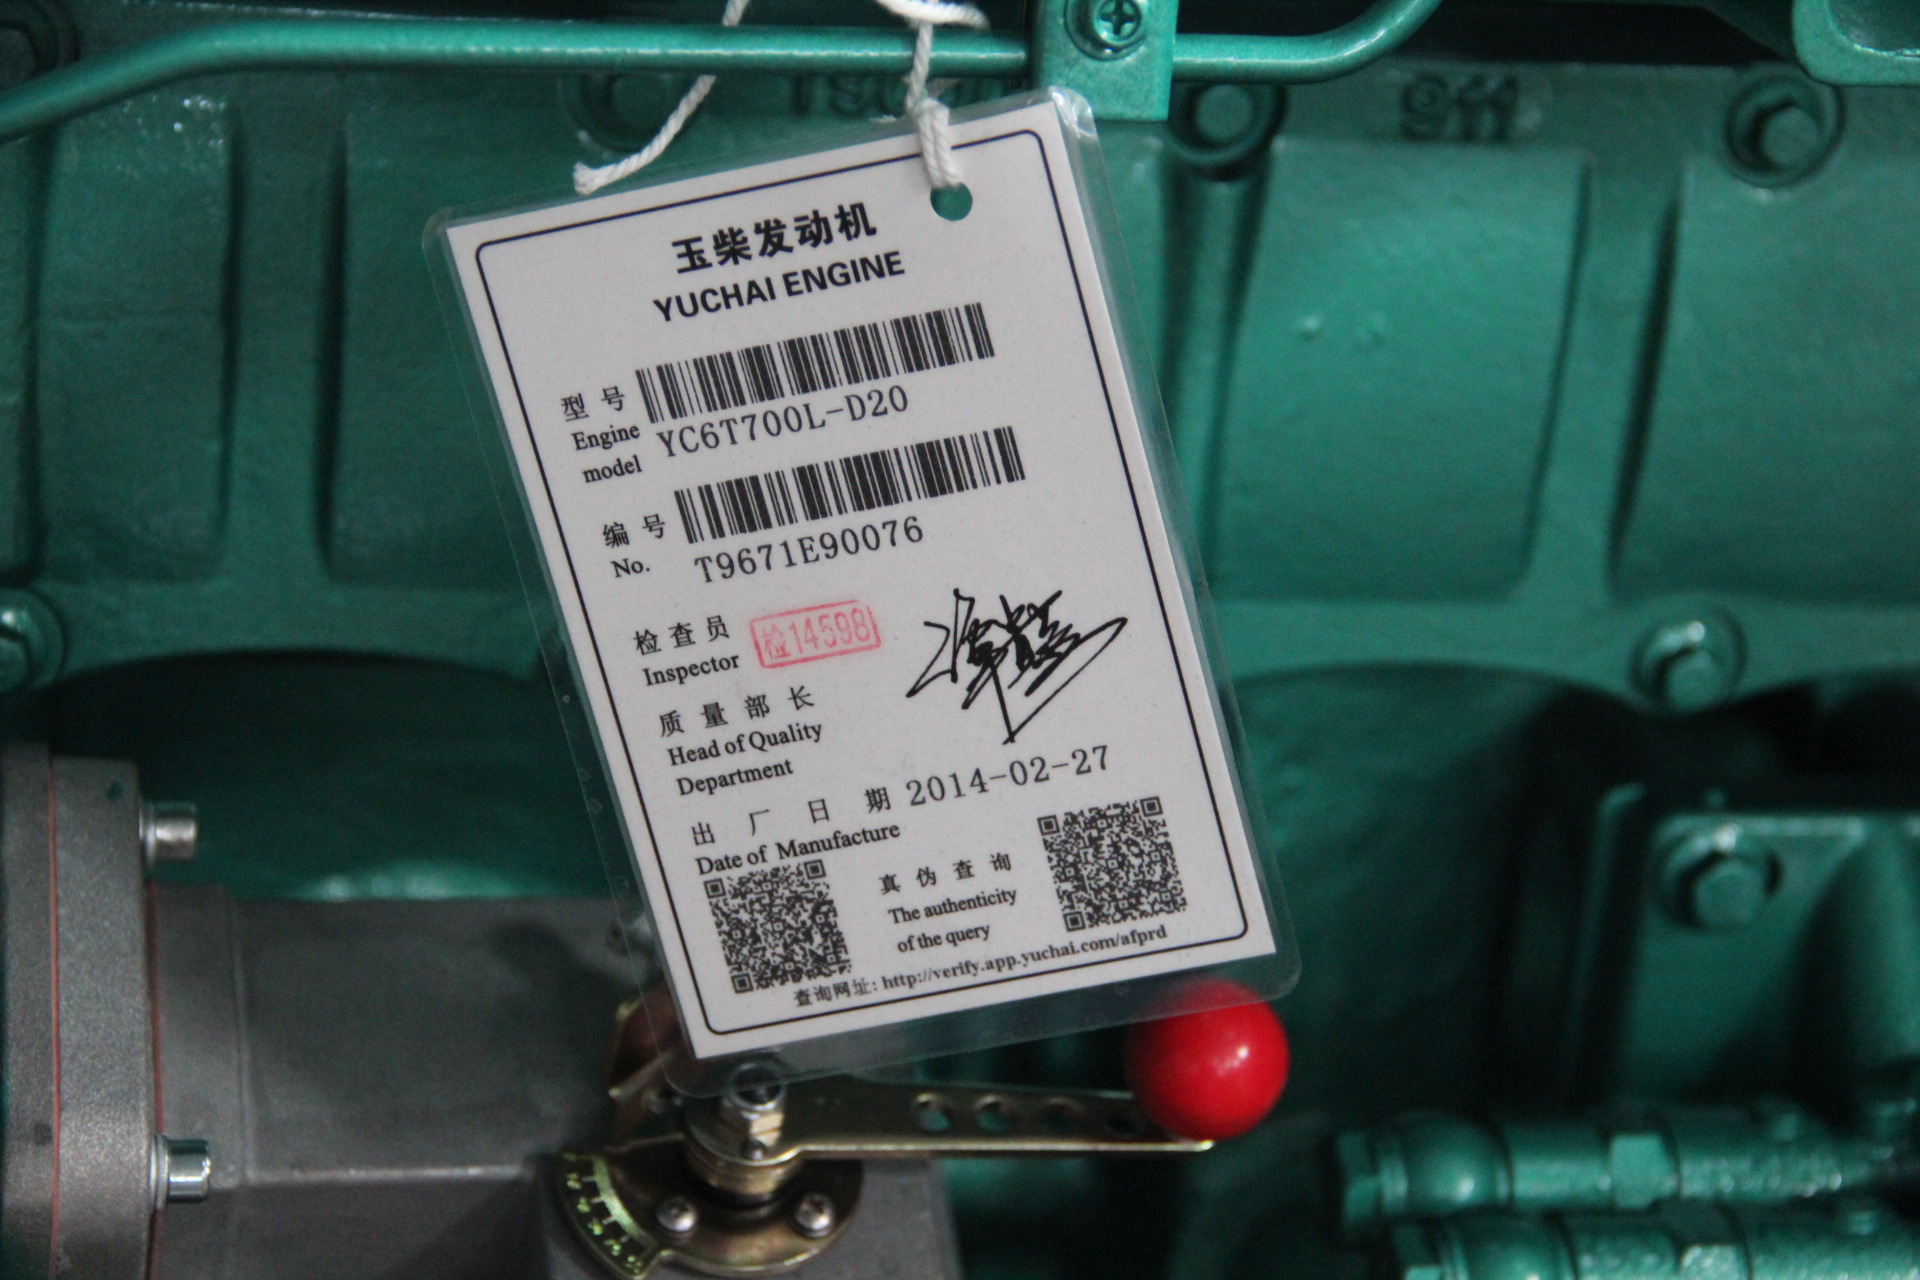 911
玉柴发动机
YUCHAI ENGINE
型号
Engine model
YC6T700L-D20
编号
No.
T9671E90076
检查员
Inspector
检14598
质量部长
Head of Quality
Department
出厂日期 2014-02-27
Date of Manufacture
真伪查询
The authenticity
of the query
查询网址: http://verify.app.yuchai.com/afprd